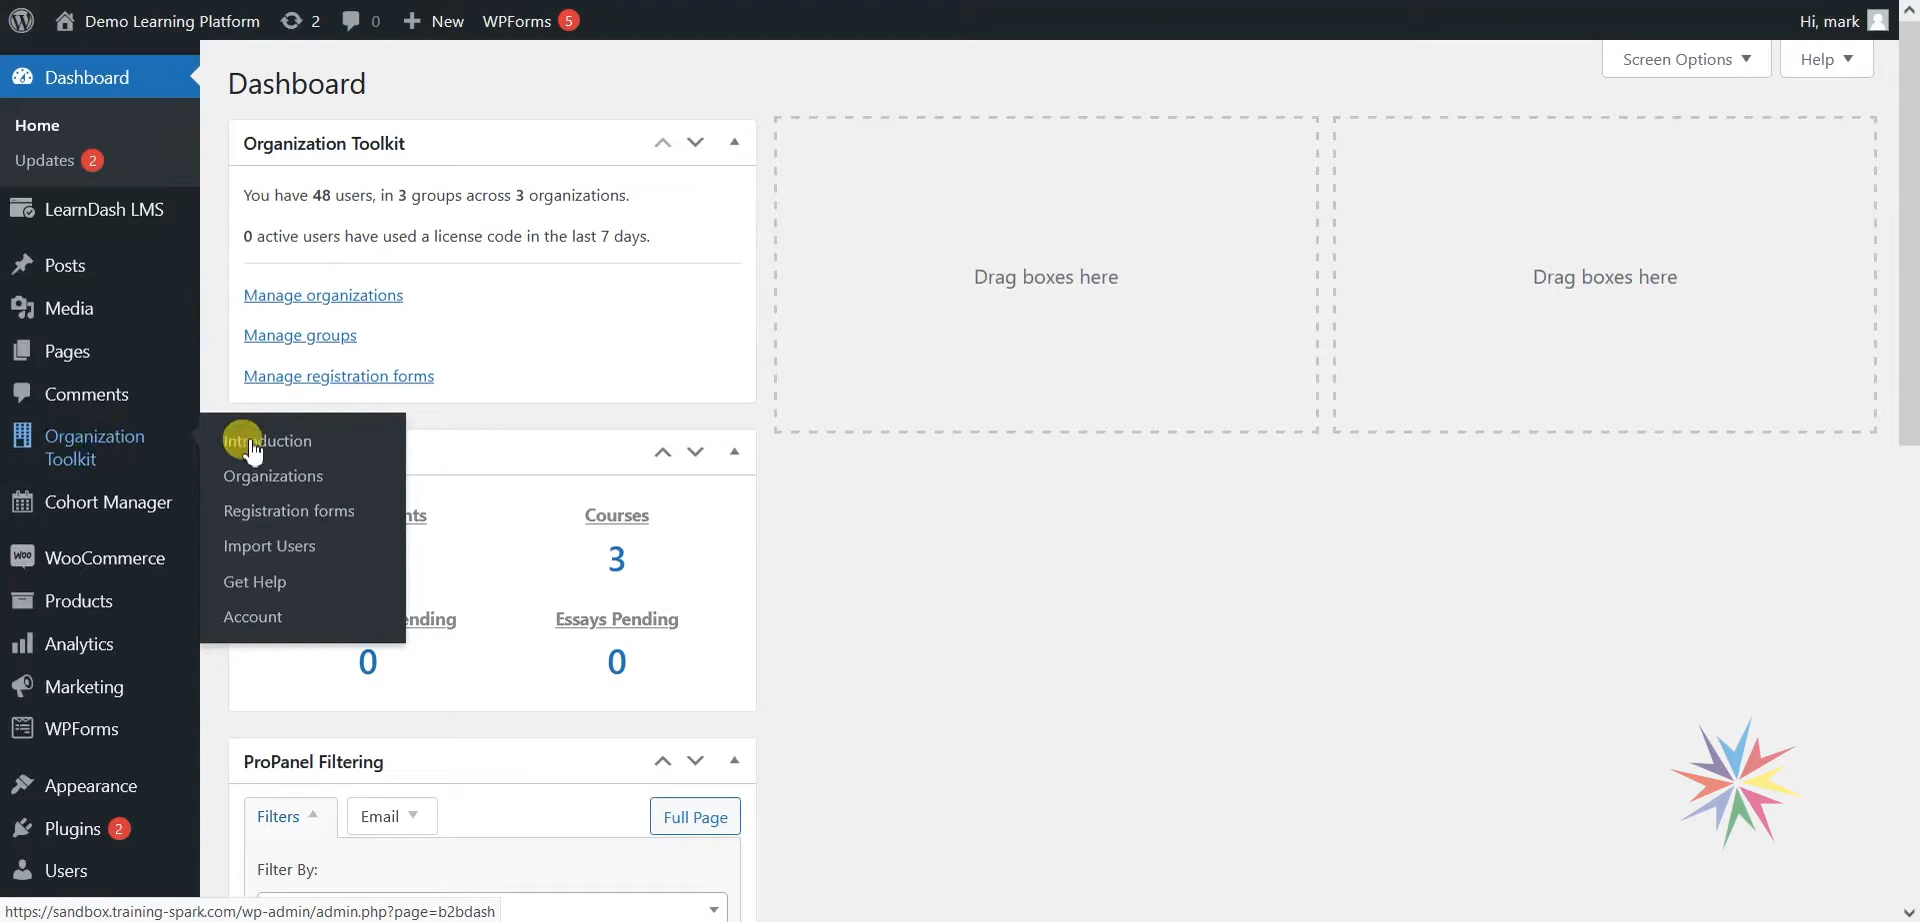 Demo Learning Platform 2 0 New WPForms 5 Hi, mark
Dashboard
Home
Updates 2
LearnDash LMS
Posts
Media
Pages
Comments
Organization
Toolkit
Cohort Manager
WOO WooCommerce
Products
Analytics
Marketing
WPForms
Appearance
Plugins 2
Users
Introduction
Organizations
Registration forms
Import Users
Get Help
Account
Screen Options Help
Dashboard
Organization Toolkit
You have 48 users, in 3 groups across 3 organizations.
0 active users have used a license code in the last 7 days.
Manage organizations
Manage groups
Manage registration forms
Courses
3
Essays Pending
0 0
ProPanel Filtering
Filters Email Full Page
Filter By:
Drag boxes here Drag boxes here
https://sandbox.training-spark.com/wp-admin/admin.php?page=b2bdash